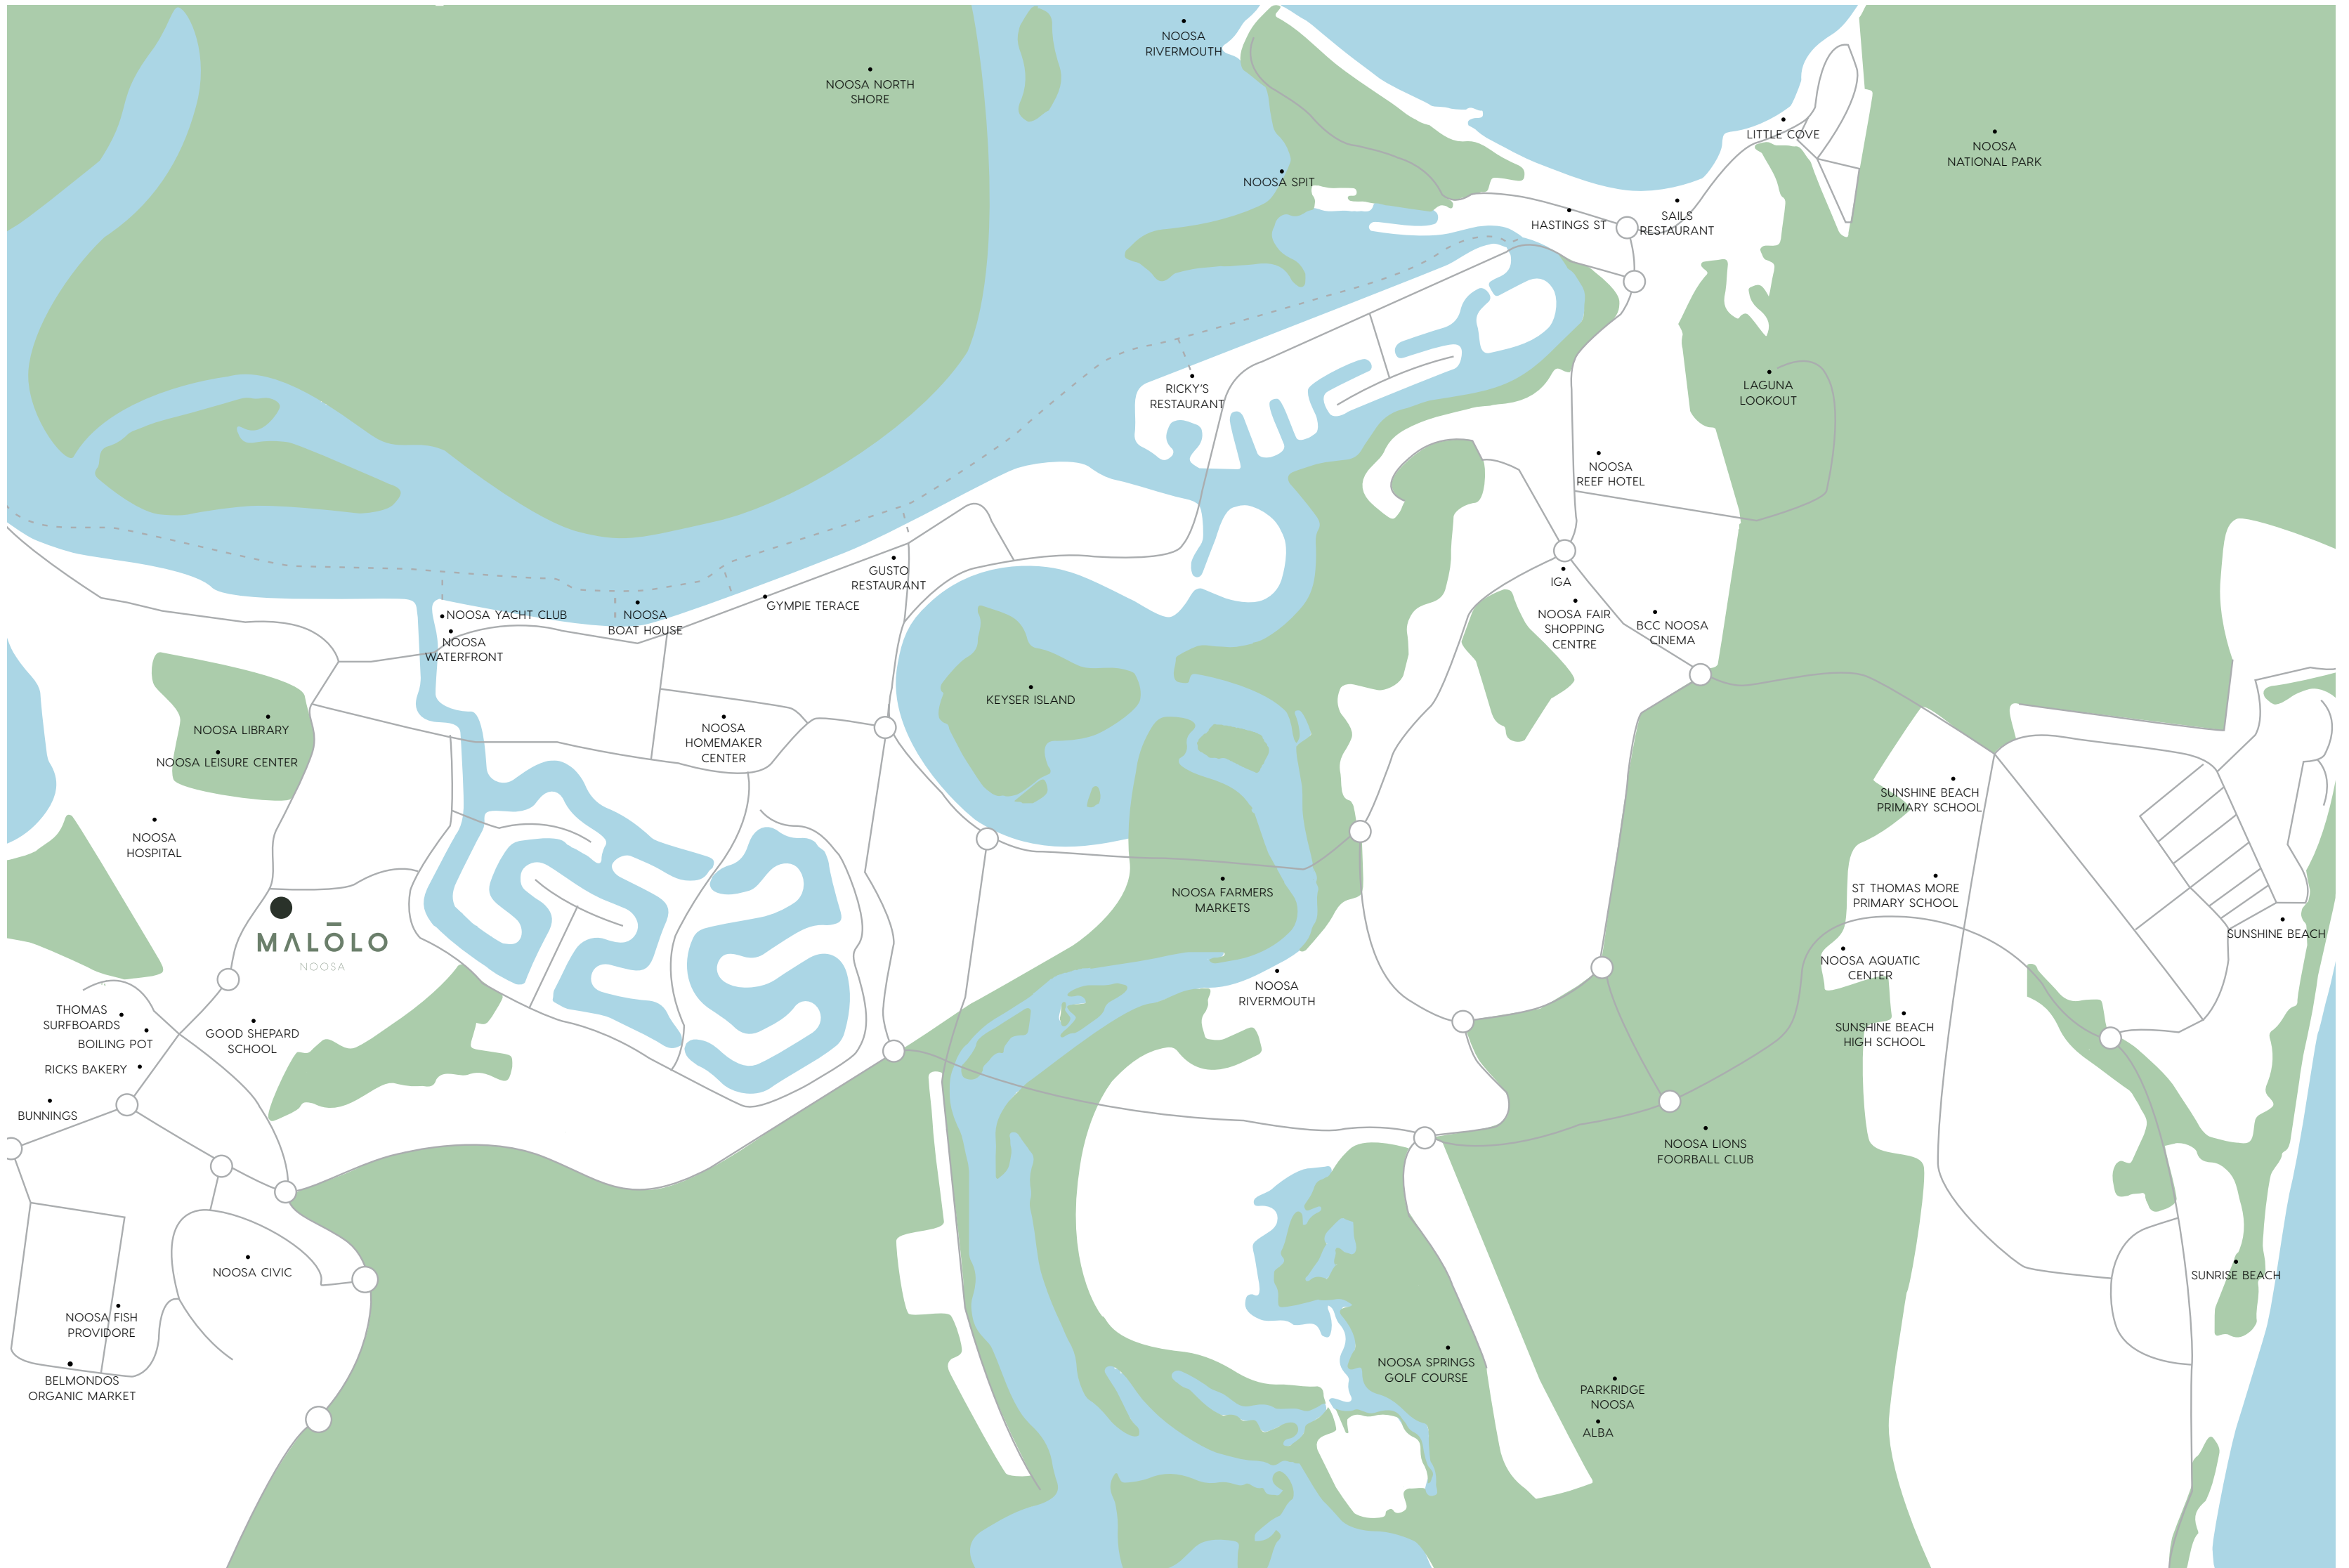 NOOSA
RIVERMOUTH
NOOSA NORTH
SHORE
LITTLE COVE
NOOSA
NATIONAL PARK
NOOSA SPIT
HASTINGS ST
SAILS
RESTAURANT
RICKY'S
RESTAURANT
LAGUNA
LOOKOUT
NOOSA
REEF HOTEL
GUSTO
RESTAURANT
IGA
GYMPIE TERACE
NOOSA YACHT CLUB
NOOSA
BOAT HOUSE
NOOSA
WATERFRONT
NOOSA FAIR
SHOPPING
CENTRE
BCC NOOSA
CINEMA
KEYSER ISLAND
NOOSA LIBRARY
NOOSA LEISURE CENTER
NOOSA
HOMEMAKER
CENTER
SUNSHINE BEACH
PRIMARY SCHOOL
NOOSA
HOSPITAL
NOOSA FARMERS
MARKETS
ST THOMAS MORE
PRIMARY SCHOOL
SUNSHINE BEACH
MALŌLO
NOOSA
NOOSA AQUATIC
CENTER
NOOSA
RIVERMOUTH
THOMAS
SURFBOARDS
BOILING POT
GOOD SHEPARD
SCHOOL
SUNSHINE BEACH
HIGH SCHOOL
RICKS BAKERY
BUNNINGS
NOOSA LIONS
FOORBALL CLUB
NOOSA CIVIC
SUNRISE BEACH
NOOSA FISH
PROVIDORE
NOOSA SPRINGS
GOLF COURSE
BELMONDOS
ORGANIC MARKET
PARKRIDGE
NOOSA
ALBA